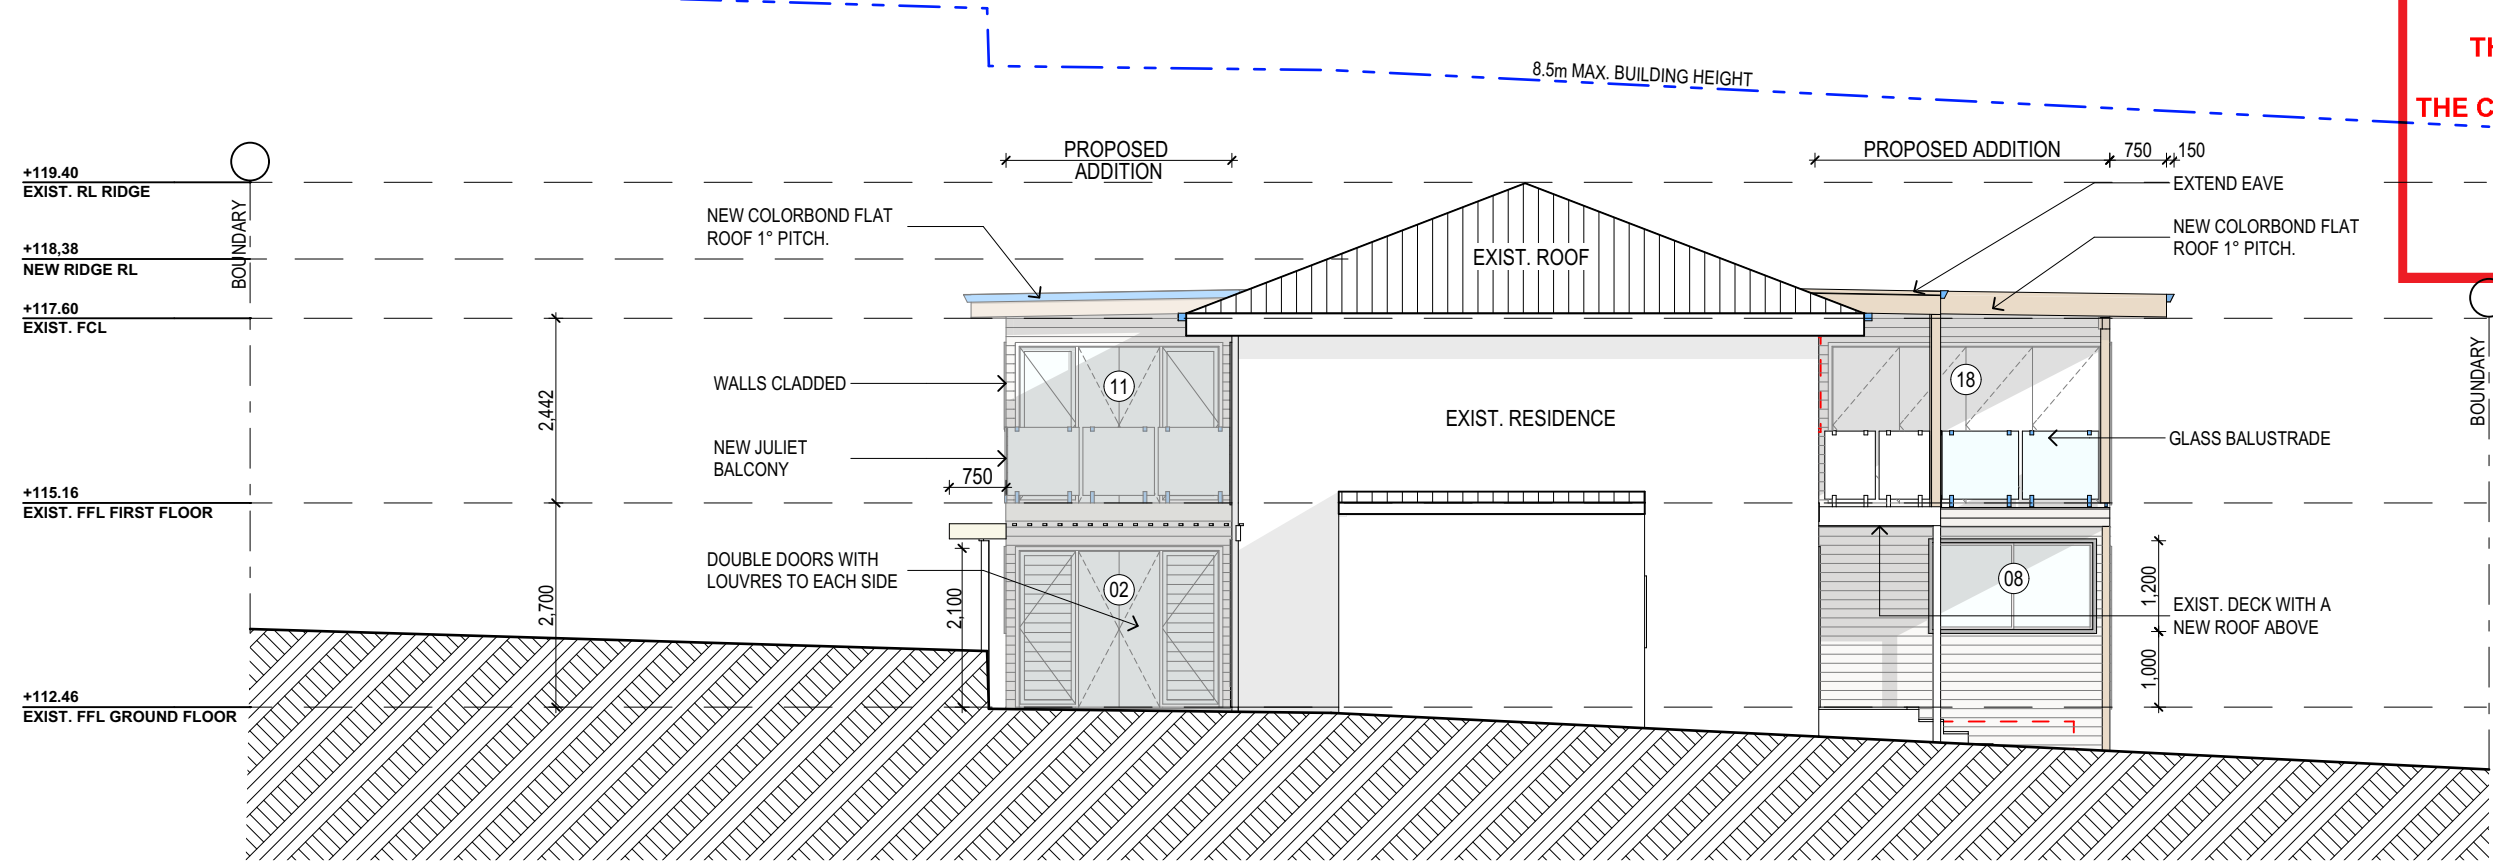 TH
THE C
8.5m MAX. BUILDING HEIGHT
PROPOSED
ADDITION
PROPOSED ADDITION
750
150
+119.40
EXIST. RL RIDGE
EXTEND EAVE
BOUNDARY
NEW COLORBOND FLAT
ROOF 1° PITCH.
NEW COLORBOND FLAT
ROOF 1° PITCH.
+118,38
NEW RIDGE RL
EXIST. ROOF
+117.60
EXIST. FCL
BOUNDARY
WALLS CLADDED
11
18
2,442
EXIST. RESIDENCE
GLASS BALUSTRADE
NEW JULIET
BALCONY
750
+115.16
EXIST. FFL FIRST FLOOR
DOUBLE DOORS WITH
LOUVRES TO EACH SIDE
02
08
2,700
2,100
1,200
EXIST. DECK WITH A
NEW ROOF ABOVE
1,000
+112.46
EXIST. FFL GROUND FLOOR